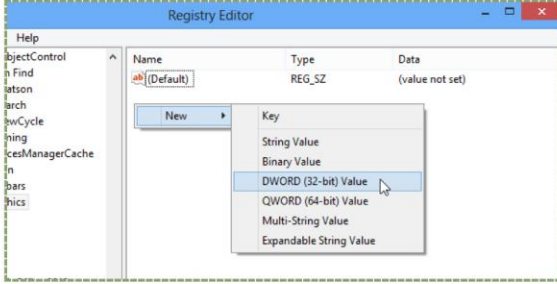 Registry Editor
Help
bjectControl
n Find
atson
arch
ewCycle
ning
cesManagerCache
n
bars
hics
Name Type Data
ab (Default) REG_SZ (value not set)
New
Key
String Value
Binary Value
DWORD (32-bit) Value
QWORD (64-bit) Value
Multi-String Value
Expandable String Value